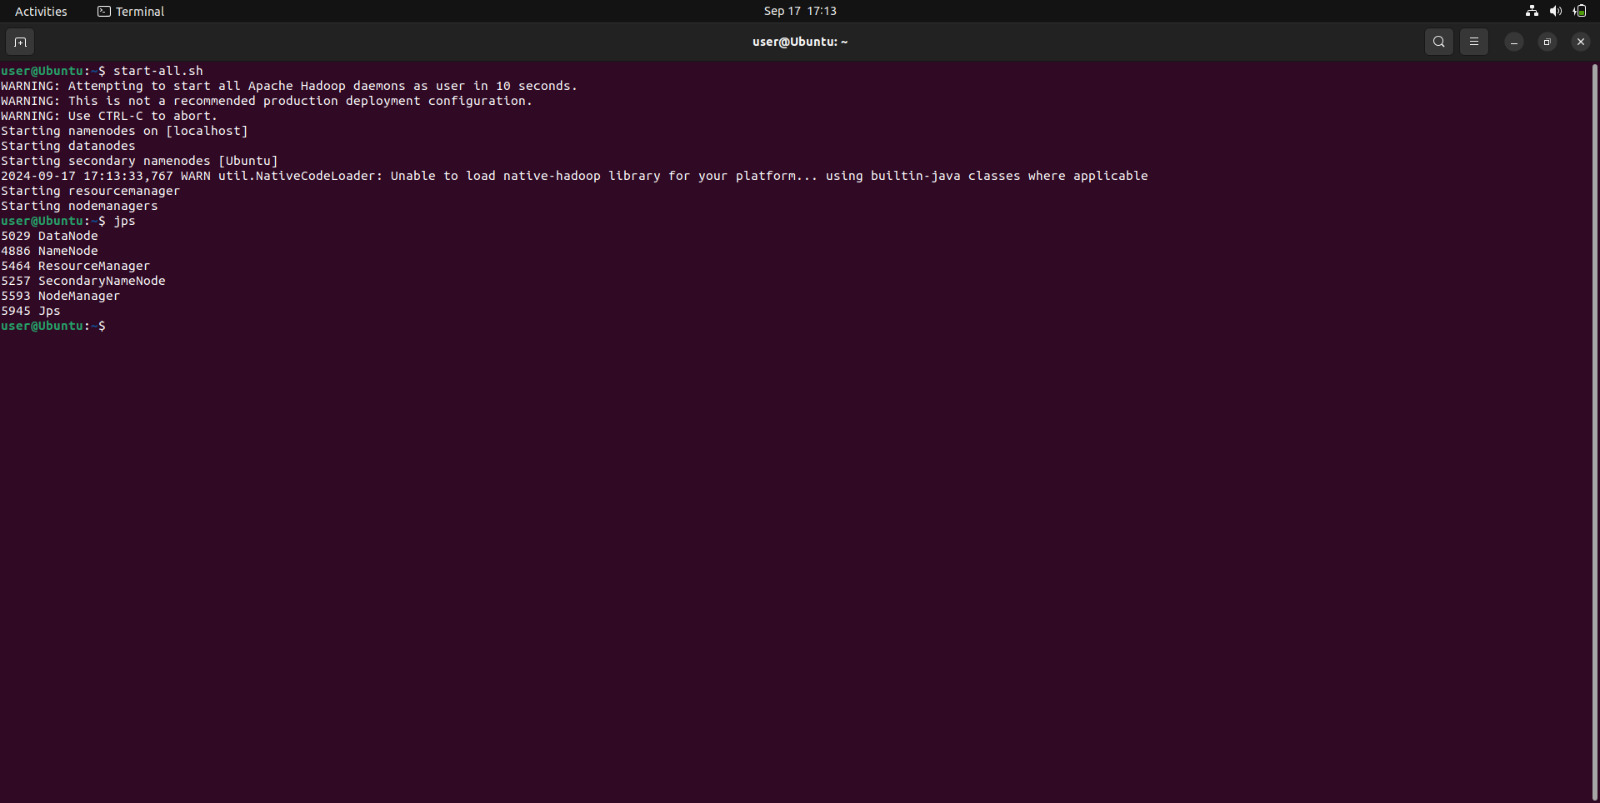 Activities Terminal Sep 17 17:13
user@Ubuntu: ~
user@Ubuntu:~$ start-all.sh
WARNING: Attempting to start all Apache Hadoop daemons as user in 10 seconds.
WARNING: This is not a recommended production deployment configuration.
WARNING: Use CTRL-C to abort.
Starting namenodes on [localhost]
Starting datanodes
Starting secondary namenodes [Ubuntu]
2024-09-17 17:13:33,767 WARN util.NativeCodeLoader: Unable to load native-hadoop library for your platform... using builtin-java classes where applicable
Starting resourcemanager
Starting nodemanagers
user@Ubuntu:~$ jps
5029 DataNode
4886 NameNode
5464 ResourceManager
5257 SecondaryNameNode
5593 NodeManager
5945 Jps
user@Ubuntu:~$